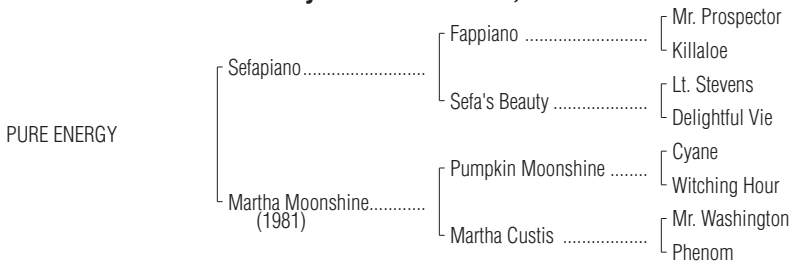 Mr. Prospector
Fappiano ..........................
Killaloe
Sefapiano..........................
Lt. Stevens
Sefa's Beauty ....................
Delightful Vie
PURE ENERGY
Cyane
Pumpkin Moonshine ........
Witching Hour
Martha Moonshine............
(1981)
Mr. Washington
Martha Custis ..................
Phenom